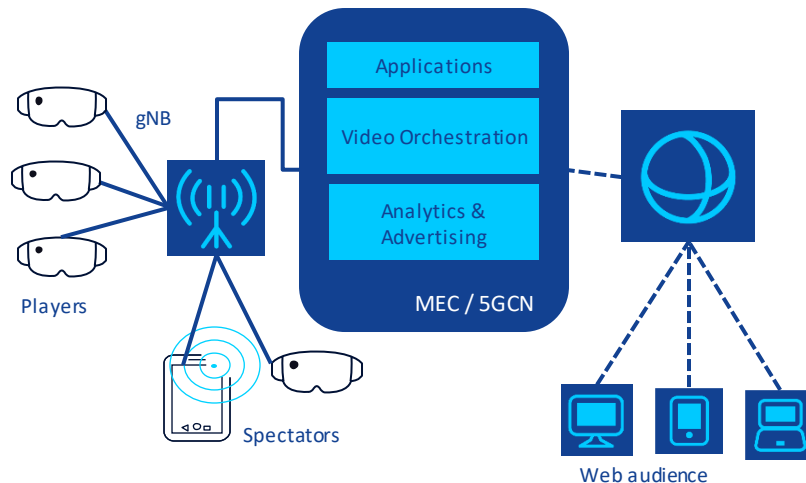 Applications
gNB
Video Orchestration
Analytics &
Advertising
Players
MEC / 5GCN
Spectators
Web audience